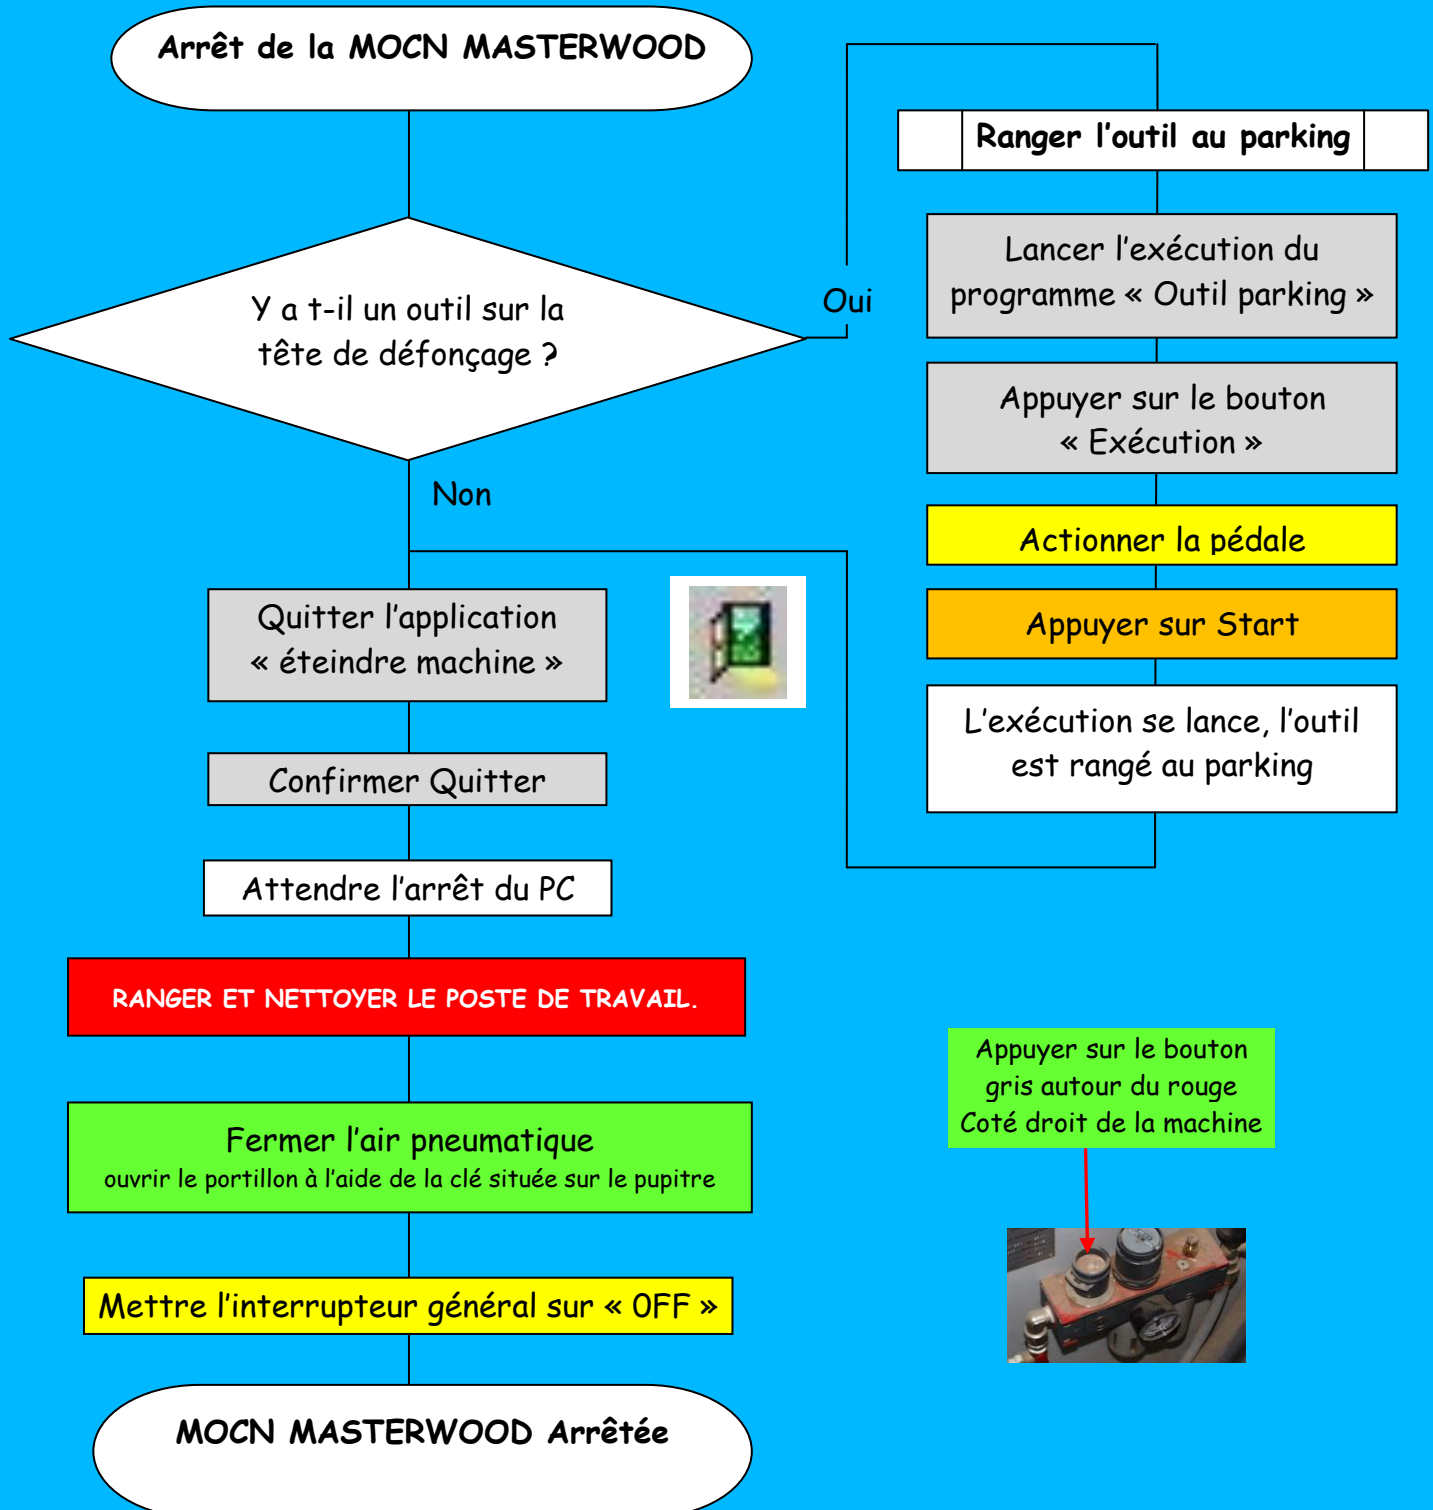 Arrêt de la MOCN MASTERWOOD
Y a t-il un outil sur la
tête de défonçage ?
Oui
Ranger l'outil au parking
Lancer l'exécution du
programme « Outil parking »
Appuyer sur le bouton
« Exécution »
Actionner la pédale
Appuyer sur Start
L'exécution se lance, l'outil
est rangé au parking
Non
Quitter l'application
« éteindre machine »
Confirmer Quitter
Attendre l'arrêt du PC
RANGER ET NETTOYER LE POSTE DE TRAVAIL.
Fermer l'air pneumatique
ouvrir le portillon à l'aide de la clé située sur le pupitre
Appuyer sur le bouton
gris autour du rouge
Coté droit de la machine
Mettre l'interrupteur général sur « 0FF »
MOCN MASTERWOOD Arrêtée